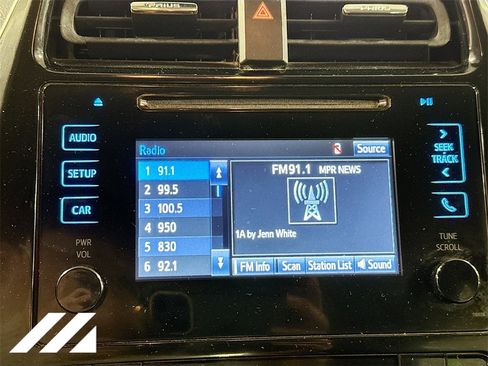 AUDIO
SETUP
CAR
PWR
VOL
Radio
Source
1 91.1
2 99.5
3 100.5
4 950
5 830
6 92.1
FM91.1 MPR NEWS
1A by Jenn White
FM Info Scan Station List Sound
SEEK
TRACK
TUNE
SCROLL